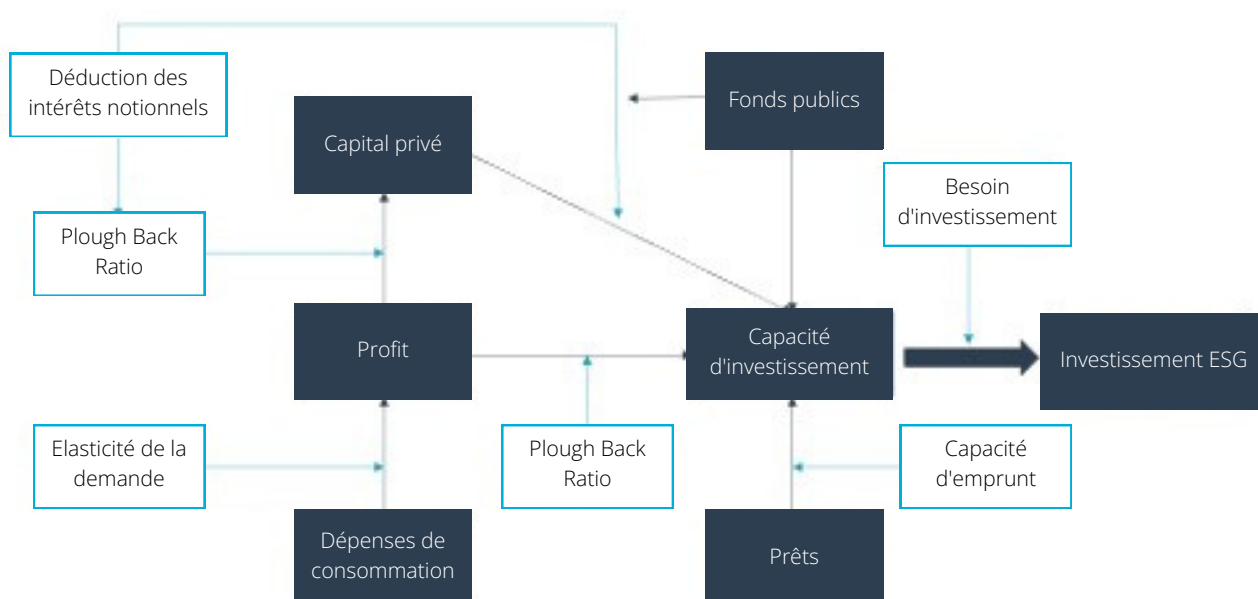 Déduction des
intérêts notionnels
Fonds publics
Capital privé
Besoin
d'investissement
Plough Back
Ratio
Profit
Capacité
d'investissement
Investissement ESG
Elasticité de la
demande
Plough Back
Ratio
Capacité
d'emprunt
Dépenses de
consommation
Prêts